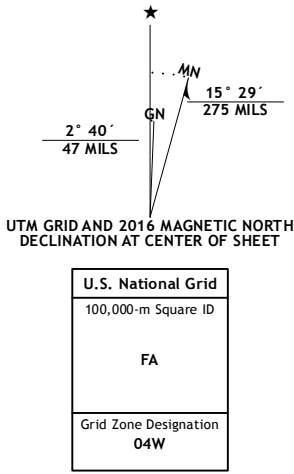 ★
MN
GN
15° 29´
275 MILS
2° 40´
47 MILS
UTM GRID AND 2016 MAGNETIC NORTH
DECLINATION AT CENTER OF SHEET
U.S. National Grid
100,000-m Square ID
FA
Grid Zone Designation
04W